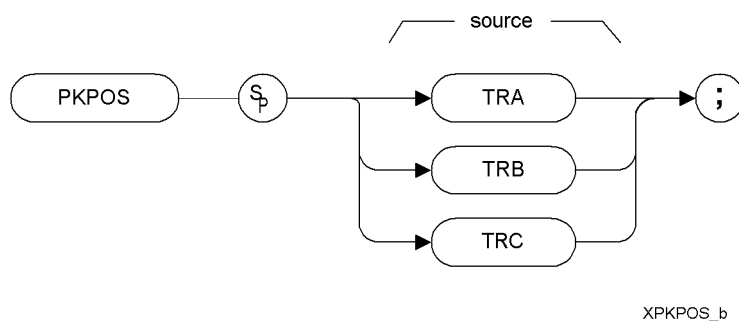 source
PKPOS SP TRA ;
TRB
TRC
XPKPOS_b